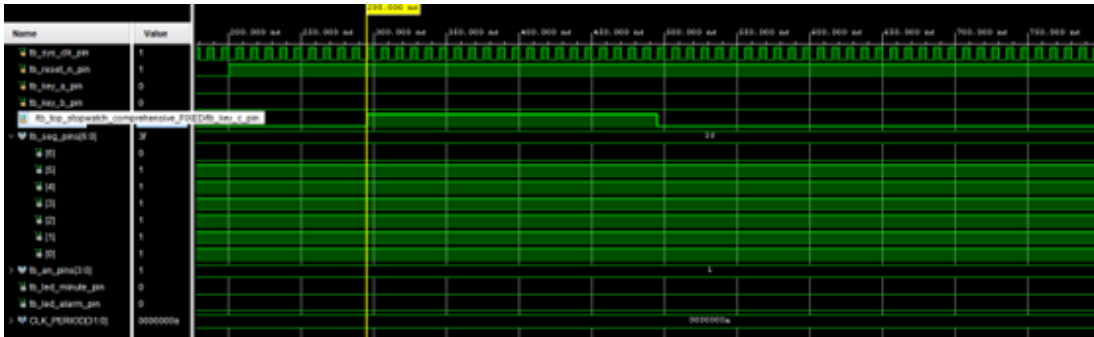 295.000 ns
Name Value
200.000 ns 250.000 ns 300.000 ns 350.000 ns 400.000 ns 450.000 ns 500.000 ns 550.000 ns 600.000 ns 650.000 ns 700.000 ns 750.000 ns
tb_sys_clk_pin 1
tb_reset_n_pin 1
tb_key_a_pin 0
tb_key_b_pin 0
/tb_top_stopwatch_comprehensive_FIXED/tb_key_c_pin
tb_seg_pins[6:0] 3f 3f
[6] 0
[5] 1
[4] 1
[3] 1
[2] 1
[1] 1
[0] 1
tb_an_pins[3:0] 1 1
tb_led_minute_pin 0
tb_led_alarm_pin 0
CLK_PERIOD[31:0] 0000000a 0000000a